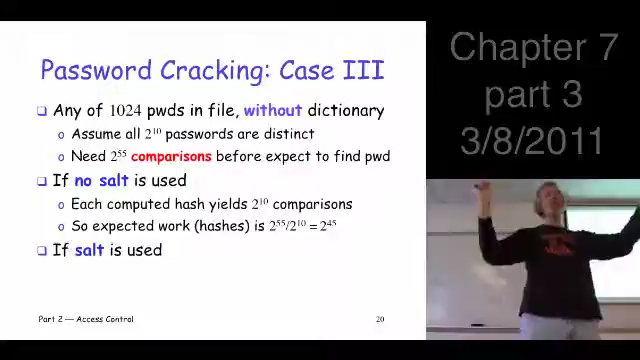 Password Cracking: Case III
Any of 1024 pwds in file, without dictionary
Assume all 2^10 passwords are distinct
Need 2^55 comparisons before expect to find pwd
If no salt is used
Each computed hash yields 2^10 comparisons
So expected work (hashes) is 2^55/2^10 = 2^45
If salt is used
Part 2 — Access Control
20
Chapter 7
part 3
3/8/2011